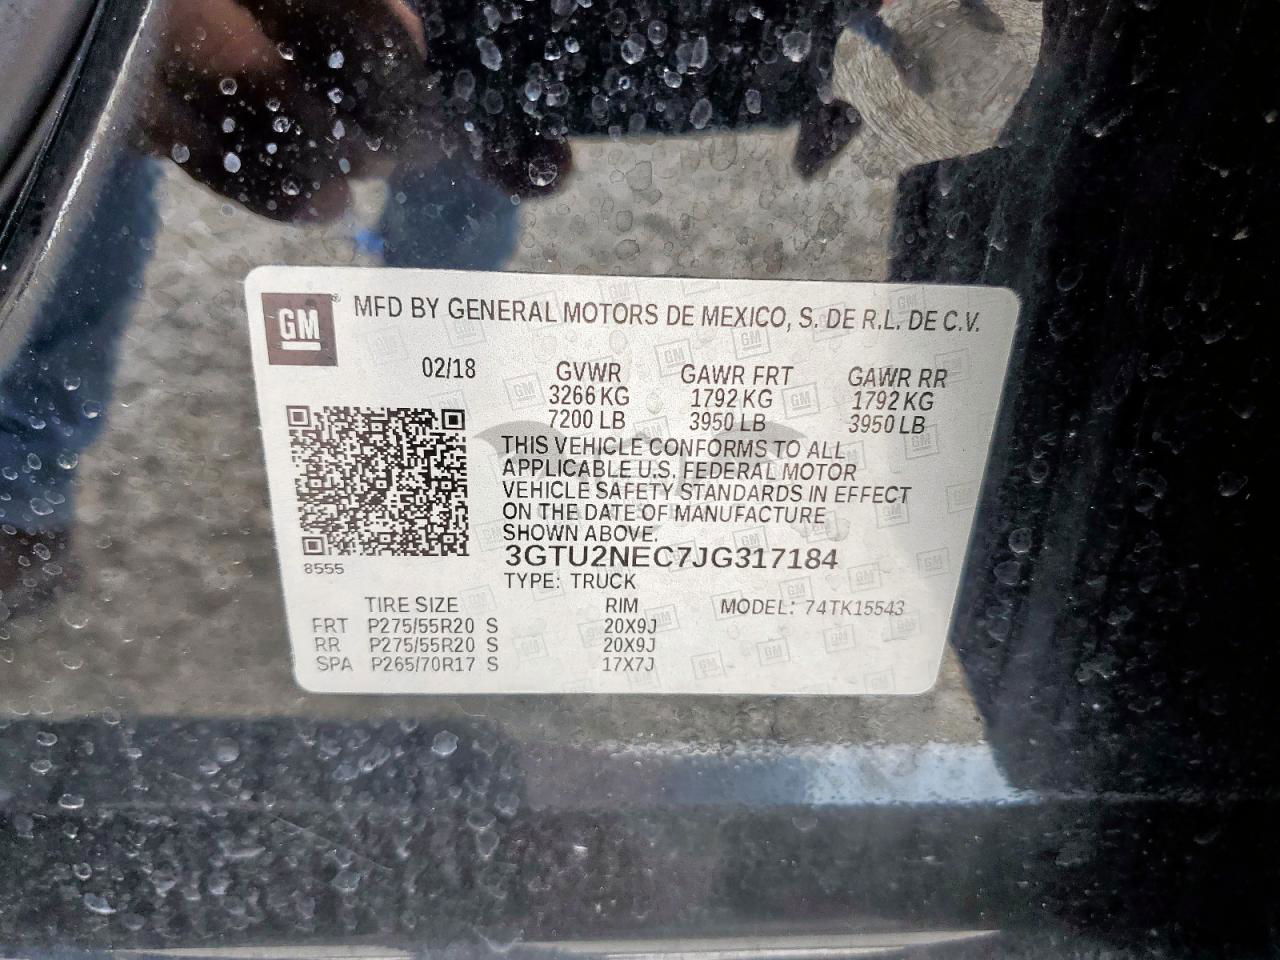 GM ® MFD BY GENERAL MOTORS DE MEXICO, S. DE R.L. DE C.V.
02/18 GVWR GAWR FRT GAWR RR
3266 KG 1792 KG 1792 KG
7200 LB 3950 LB 3950 LB
THIS VEHICLE CONFORMS TO ALL
APPLICABLE U.S. FEDERAL MOTOR
VEHICLE SAFETY STANDARDS IN EFFECT
ON THE DATE OF MANUFACTURE
SHOWN ABOVE.
3GTU2NEC7JG317184
8555
TYPE: TRUCK
TIRE SIZE RIM MODEL: 74TK15543
FRT P275/55R20 S 20X9J
RR P275/55R20 S 20X9J
SPA P265/70R17 S 17X7J